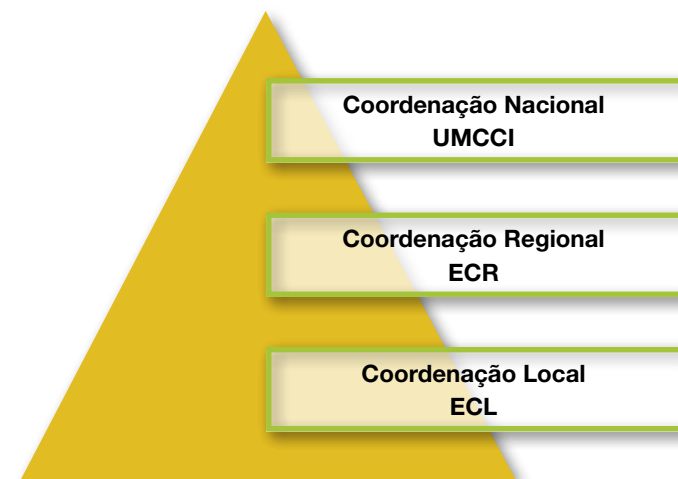 Coordenação Nacional
UMCCI
Coordenação Regional
ECR
Coordenação Local
ECL